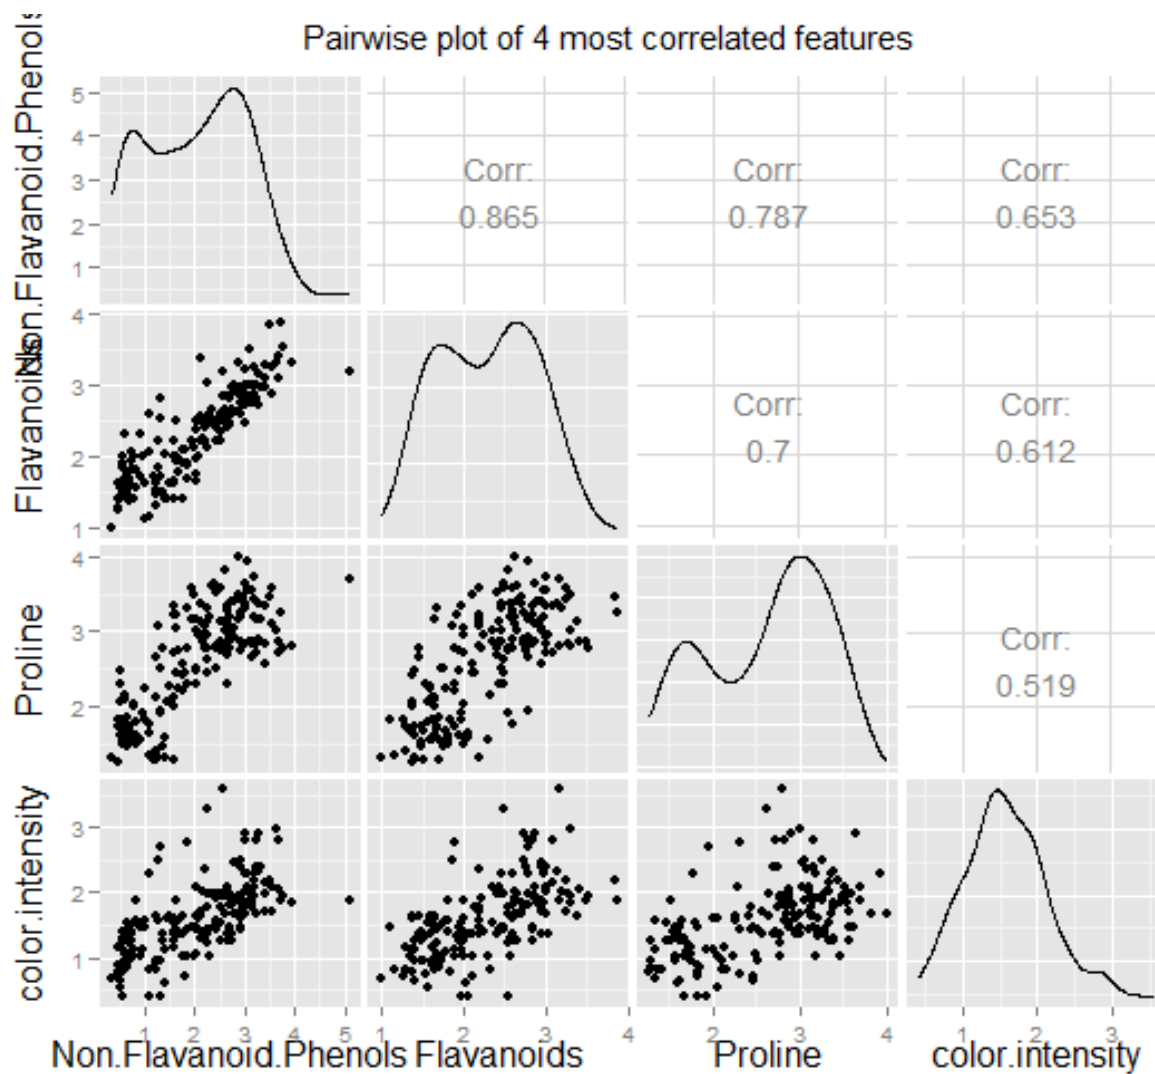 Pairwise plot of 4 most correlated features
Non.Flavanoid.Phenols
5
4
3
2
1
Corr:
0.865
Corr:
0.787
Corr:
0.653
Flavanoids
4
3
2
1
Corr:
0.7
Corr:
0.612
Proline
4
3
2
Corr:
0.519
color.intensity
3
2
1
1 2 3 4 5
1 2 3 4
2 3 4
1 2 3
Non.Flavanoid.Phenols
Flavanoids
Proline
color.intensity